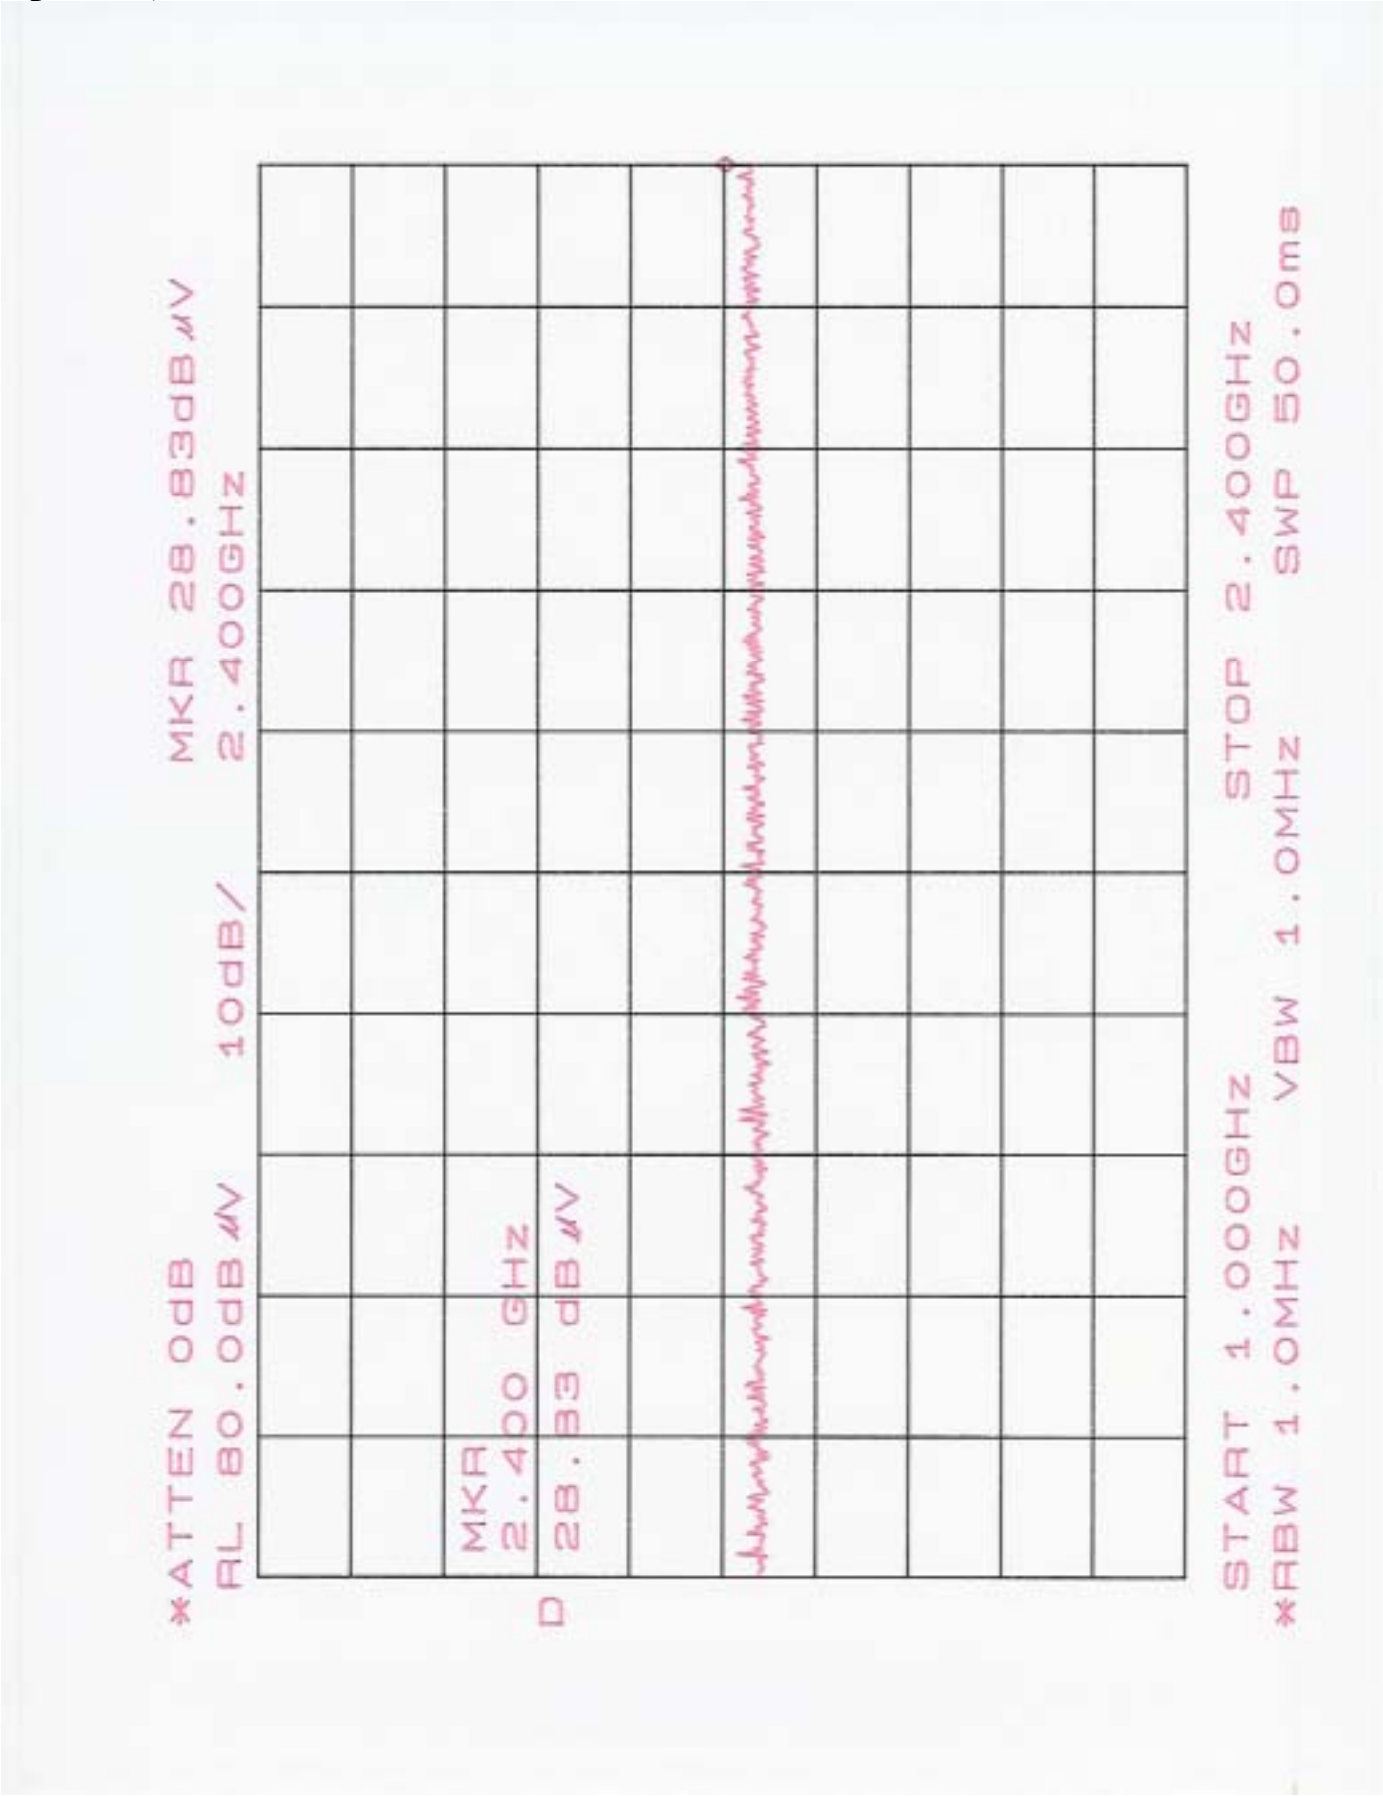 *ATTEN 0dB
RL 80.0dBµV
10dB/
MKR 28.83dBµV
2.400GHz
MKR
2.400 GHz
28.83 dBµV
D
START 1.000GHz
STOP 2.400GHz
*RBW 1.0MHz
VBW 1.0MHz
SWP 50.0ms